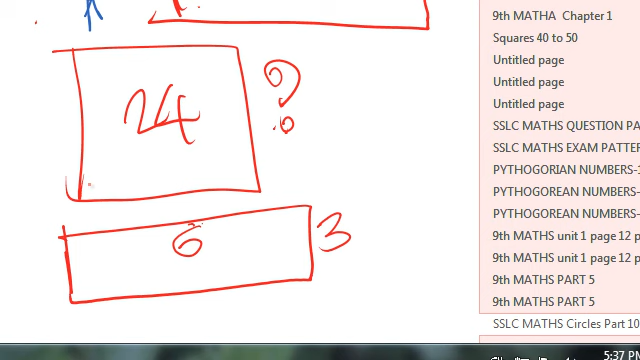 24
?
6
3
9th MATHA Chapter 1
Squares 40 to 50
Untitled page
Untitled page
Untitled page
SSLC MATHS QUESTION PA
SSLC MATHS EXAM PATTER
PYTHOGORIAN NUMBERS-1
PYTHOGOREAN NUMBERS-
PYTHOGOREAN NUMBERS-
9th MATHS unit 1 page 12 p
9th MATHS unit 1 page 12 p
9th MATHS PART 5
9th MATHS PART 5
SSLC MATHS Circles Part 10
5:37 PM